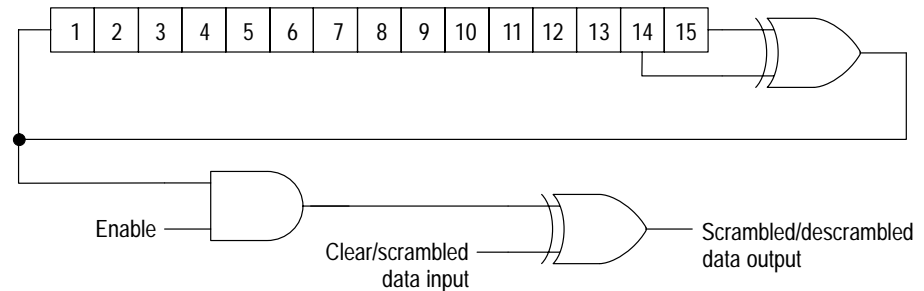 1 2 3 4 5 6 7 8 9 10 11 12 13 14 15
Enable
Clear/scrambled
data input
Scrambled/descrambled
data output